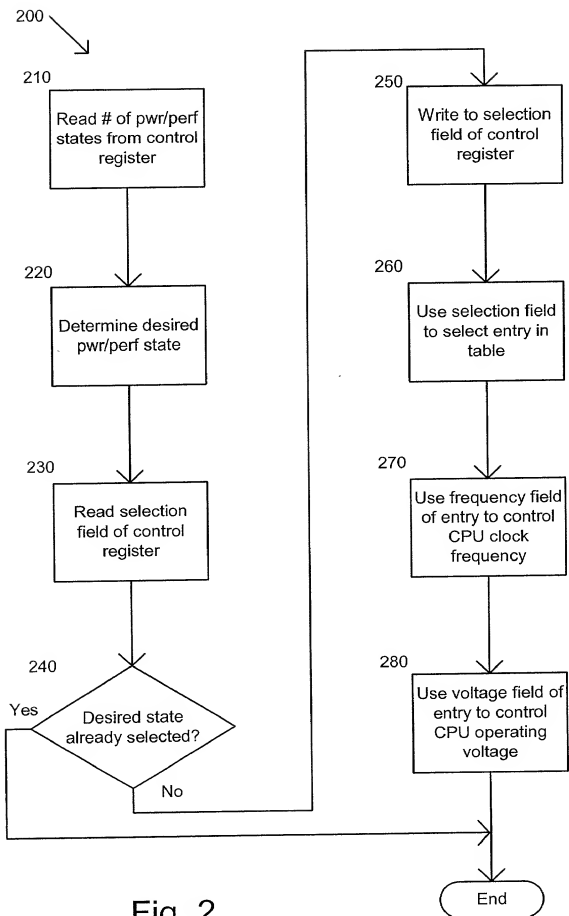 200
210
Read # of pwr/perf
states from control
register
220
Determine desired
pwr/perf state
230
Read selection
field of control
register
240
Yes
Desired state
already selected?
No
250
Write to selection
field of control
register
260
Use selection field
to select entry in
table
270
Use frequency field
of entry to control
CPU clock
frequency
280
Use voltage field of
entry to control
CPU operating
voltage
End
Fig. 2